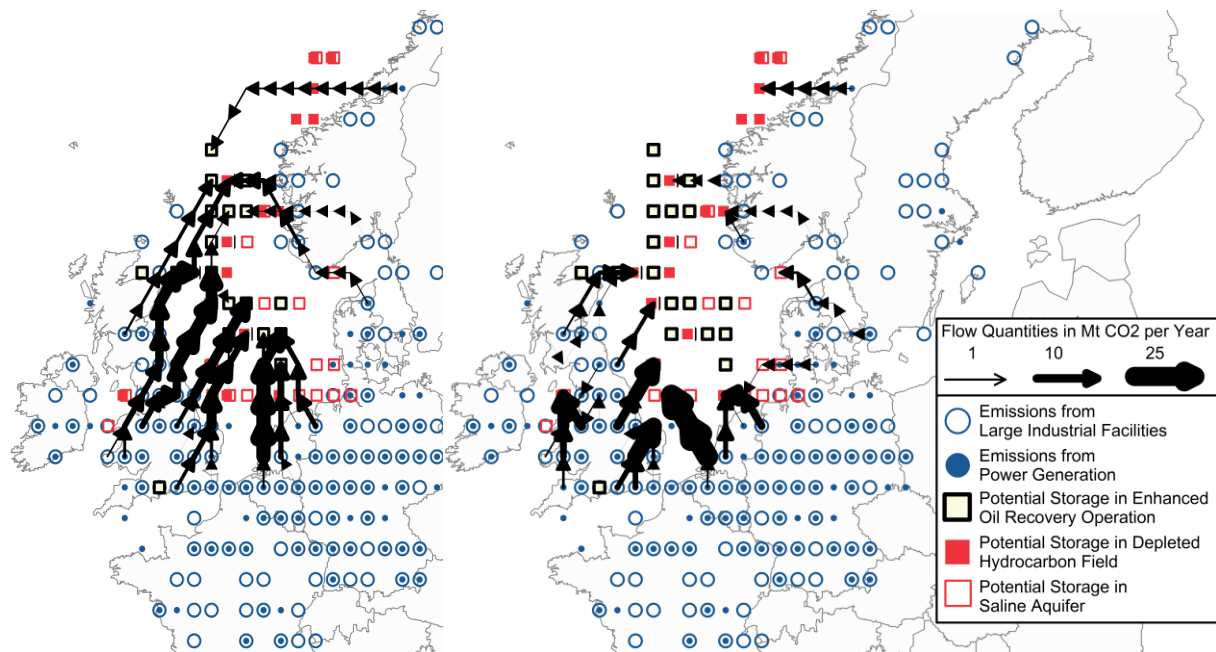 Flow Quantities in Mt CO2 per Year
1 10 25
Emissions from
Large Industrial Facilities
Emissions from
Power Generation
Potential Storage in Enhanced
Oil Recovery Operation
Potential Storage in Depleted
Hydrocarbon Field
Potential Storage in
Saline Aquifer